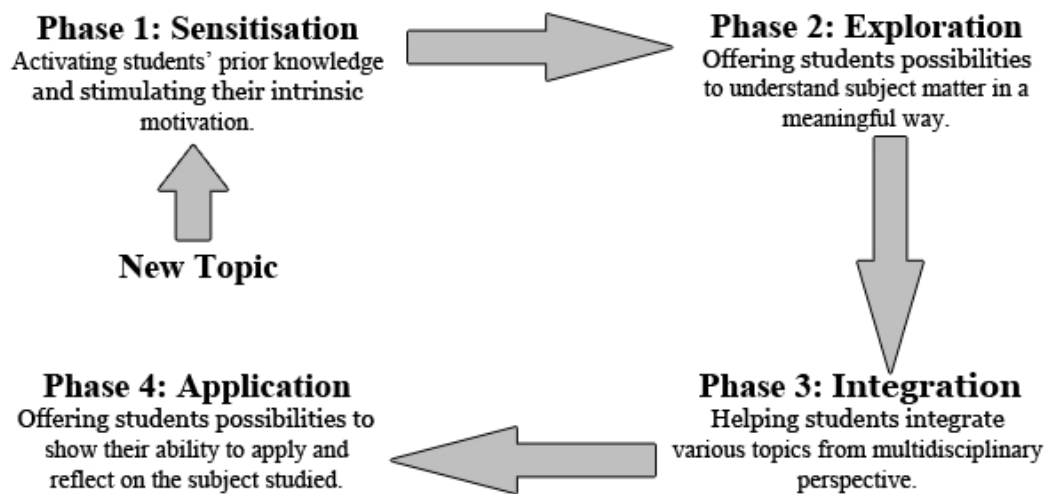 Phase 1: Sensitisation
Activating students' prior knowledge
and stimulating their intrinsic
motivation.
Phase 2: Exploration
Offering students possibilities
to understand subject matter in a
meaningful way.
New Topic
Phase 4: Application
Offering students possibilities to
show their ability to apply and
reflect on the subject studied.
Phase 3: Integration
Helping students integrate
various topics from multidisciplinary
perspective.